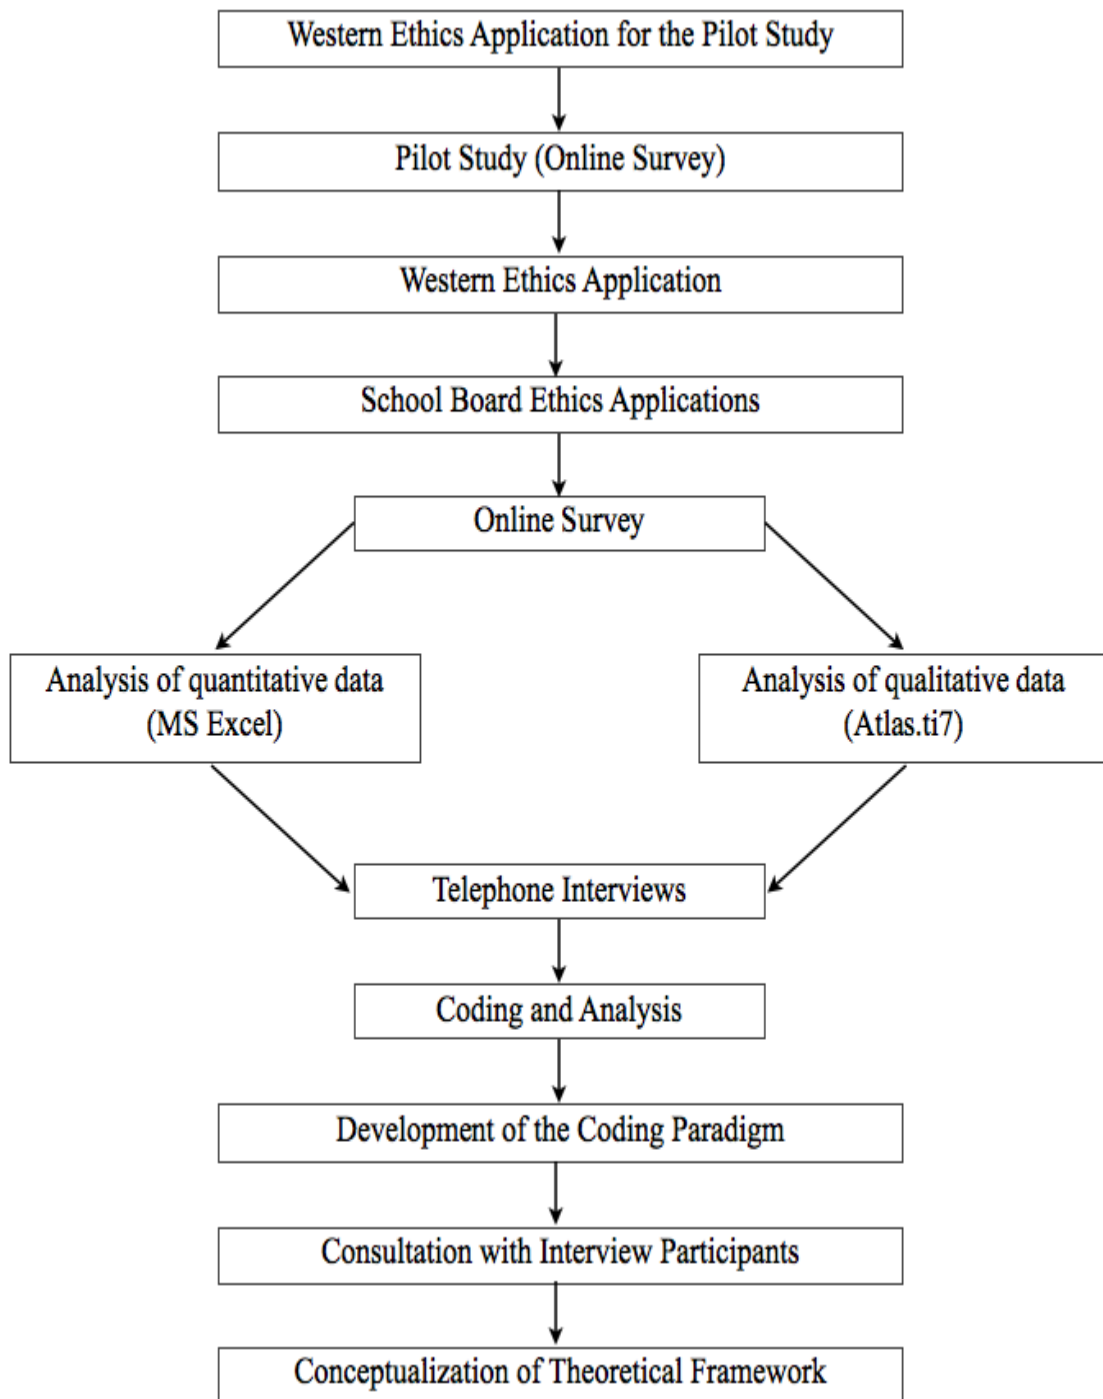 Western Ethics Application for the Pilot Study
Pilot Study (Online Survey)
Western Ethics Application
School Board Ethics Applications
Online Survey
Analysis of quantitative data
(MS Excel)
Analysis of qualitative data
(Atlas.ti7)
Telephone Interviews
Coding and Analysis
Development of the Coding Paradigm
Consultation with Interview Participants
Conceptualization of Theoretical Framework